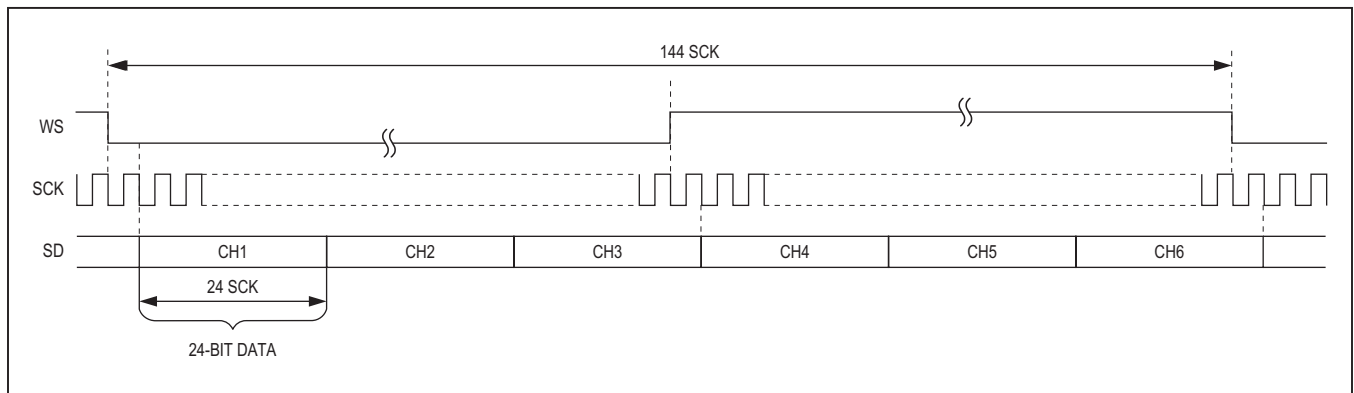 144 SCK
WS
SCK
SD
CH1
CH2
CH3
CH4
CH5
CH6
24 SCK
24-BIT DATA